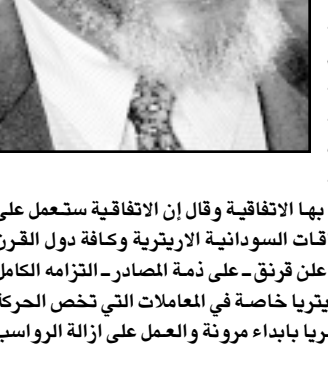 بها الاتفاقية وقال إن الاتفاقية ستعمل على
قات السودانية الاريترية وكافة دول القرن
علن قرنق ـ على ذمة المصادر ـ التزامه الكامل
يتريا خاصة في المعاملات التي تخص الحركة
ريا بابداء مرونة والعمل على ازالة الرواسب